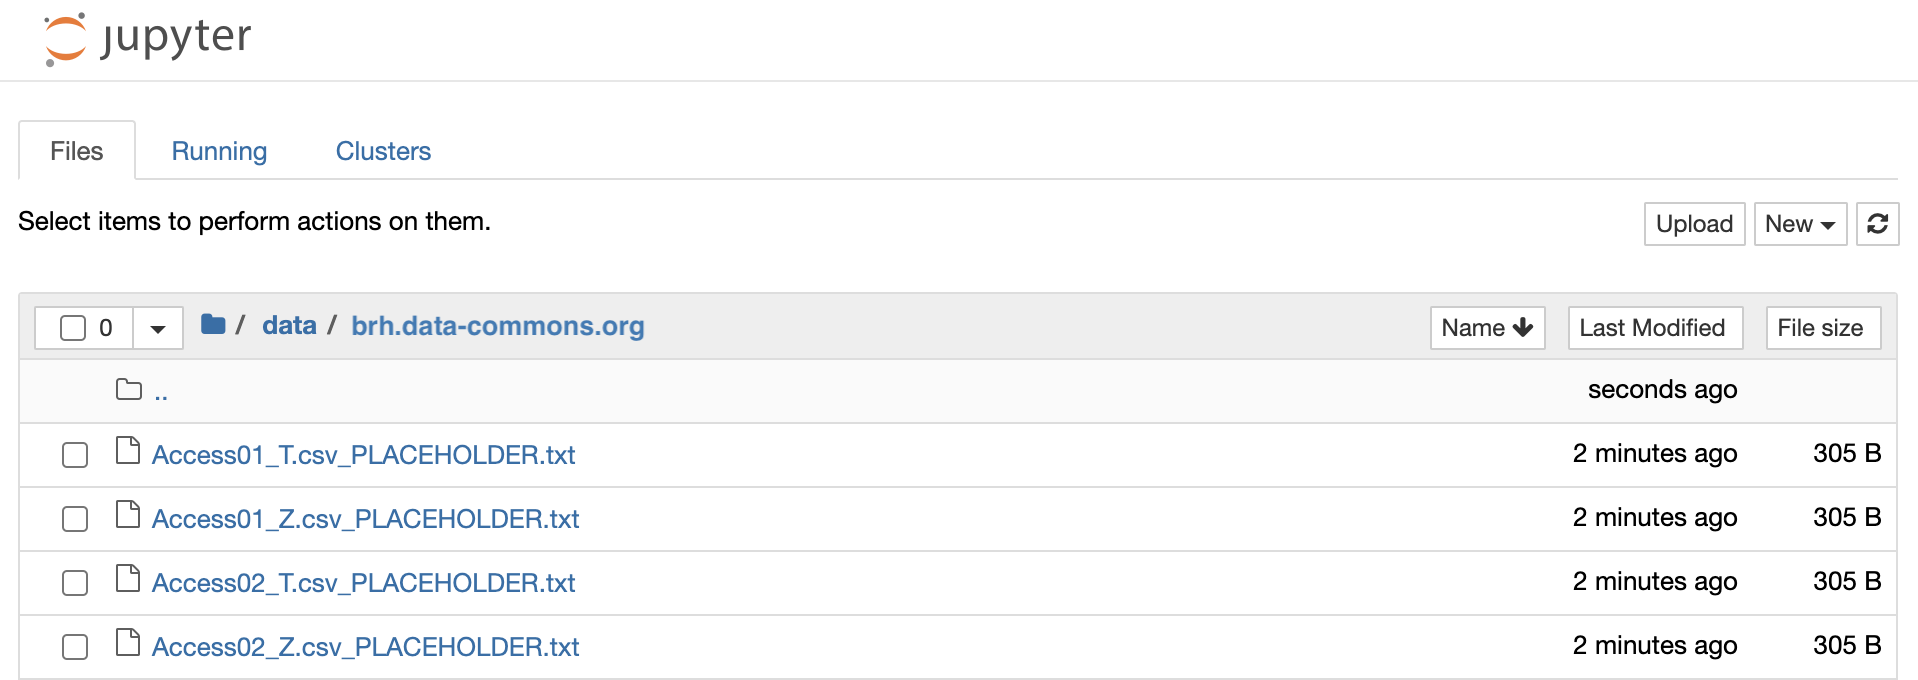 jupyter
Files Running Clusters
Select items to perform actions on them.
Upload New
0 / data / brh.data-commons.org Name Last Modified File size
.. seconds ago
Access01_T.csv_PLACEHOLDER.txt 2 minutes ago 305 B
Access01_Z.csv_PLACEHOLDER.txt 2 minutes ago 305 B
Access02_T.csv_PLACEHOLDER.txt 2 minutes ago 305 B
Access02_Z.csv_PLACEHOLDER.txt 2 minutes ago 305 B